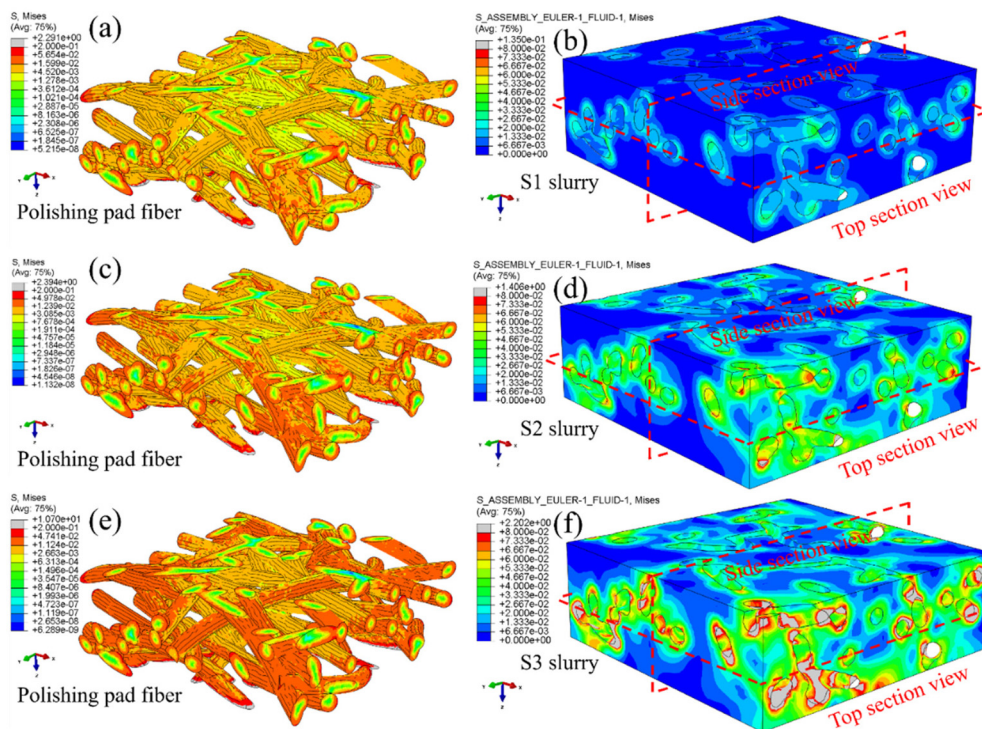 S, Mises
(Avg: 75%)
+2.291e+00
+2.000e-01
+5.654e-02
+1.599e-02
+4.520e-03
+1.278e-03
+3.612e-04
+1.021e-04
+2.887e-05
+8.163e-06
+2.308e-06
+6.525e-07
+1.845e-07
+5.215e-08
(a)
Y X
Z
Polishing pad fiber
S_ASSEMBLY_EULER-1_FLUID-1, Mises
(Avg: 75%)
+1.350e-01
+8.000e-02
+7.333e-02
+6.667e-02
+6.000e-02
+5.333e-02
+4.667e-02
+4.000e-02
+3.333e-02
+2.667e-02
+2.000e-02
+1.333e-02
+6.667e-03
+0.000e+00
(b)
Side section view
Y X
Z
S1 slurry
Top section view
S, Mises
(Avg: 75%)
+2.394e+00
+2.000e-01
+4.978e-02
+1.239e-02
+3.085e-03
+7.678e-04
+1.911e-04
+4.757e-05
+1.184e-05
+2.948e-06
+7.337e-07
+1.826e-07
+4.546e-08
+1.132e-08
(c)
Y X
Z
Polishing pad fiber
S_ASSEMBLY_EULER-1_FLUID-1, Mises
(Avg: 75%)
+1.406e+00
+8.000e-02
+7.333e-02
+6.667e-02
+6.000e-02
+5.333e-02
+4.667e-02
+4.000e-02
+3.333e-02
+2.667e-02
+2.000e-02
+1.333e-02
+6.667e-03
+0.000e+00
(d)
Side section view
Y X
Z
S2 slurry
Top section view
S, Mises
(Avg: 75%)
+1.070e+01
+2.000e-01
+4.741e-02
+1.124e-02
+2.663e-03
+6.313e-04
+1.496e-04
+3.547e-05
+8.407e-06
+1.993e-06
+4.723e-07
+1.119e-07
+2.653e-08
+6.289e-09
(e)
Y X
Z
Polishing pad fiber
S_ASSEMBLY_EULER-1_FLUID-1, Mises
(Avg: 75%)
+2.202e+00
+8.000e-02
+7.333e-02
+6.667e-02
+6.000e-02
+5.333e-02
+4.667e-02
+4.000e-02
+3.333e-02
+2.667e-02
+2.000e-02
+1.333e-02
+6.667e-03
+0.000e+00
(f)
Side section view
Y X
Z
S3 slurry
Top section view